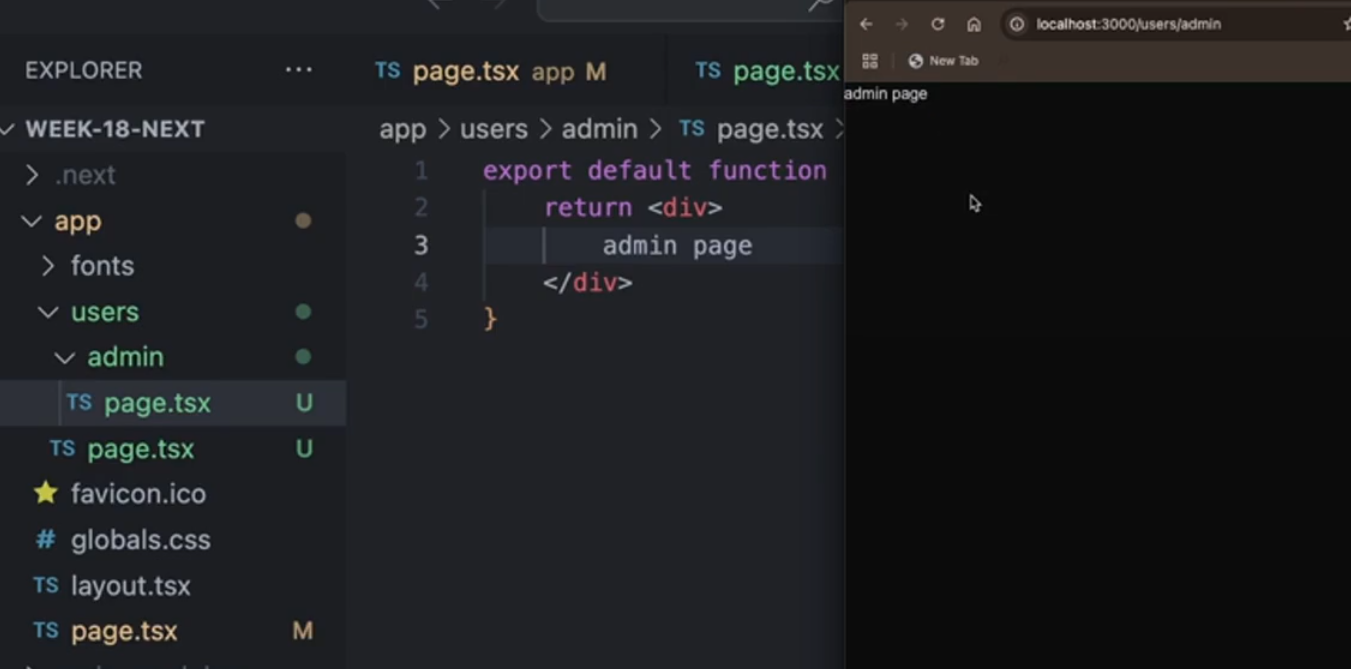 EXPLORER ...
WEEK-18-NEXT
.next
app
fonts
users
admin
TS page.tsx U
TS page.tsx U
favicon.ico
# globals.css
TS layout.tsx
TS page.tsx M
TS page.tsx app M
TS page.tsx
app > users > admin > TS page.tsx >
1 export default function
2 return <div>
3 admin page
4 </div>
5 }
localhost:3000/users/admin
New Tab
admin page